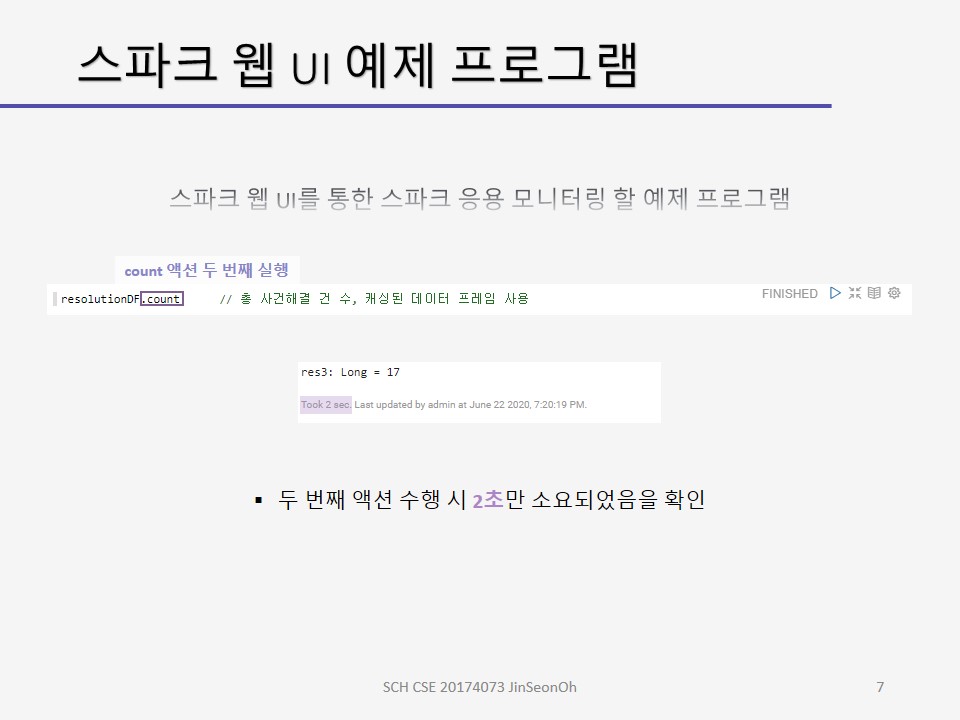 스파크 웹 UI 예제 프로그램
스파크 웹 UI를 통한 스파크 응용 모니터링 할 예제 프로그램
count 액션 두 번째 실행
resolutionDF.count // 총 사건해결 건 수, 캐싱된 데이터 프레임 사용
FINISHED
res3: Long = 17
Took 2 sec. Last updated by admin at June 22 2020, 7:20:19 PM.
▪ 두 번째 액션 수행 시 2초만 소요되었음을 확인
SCH CSE 20174073 JinSeonOh
7